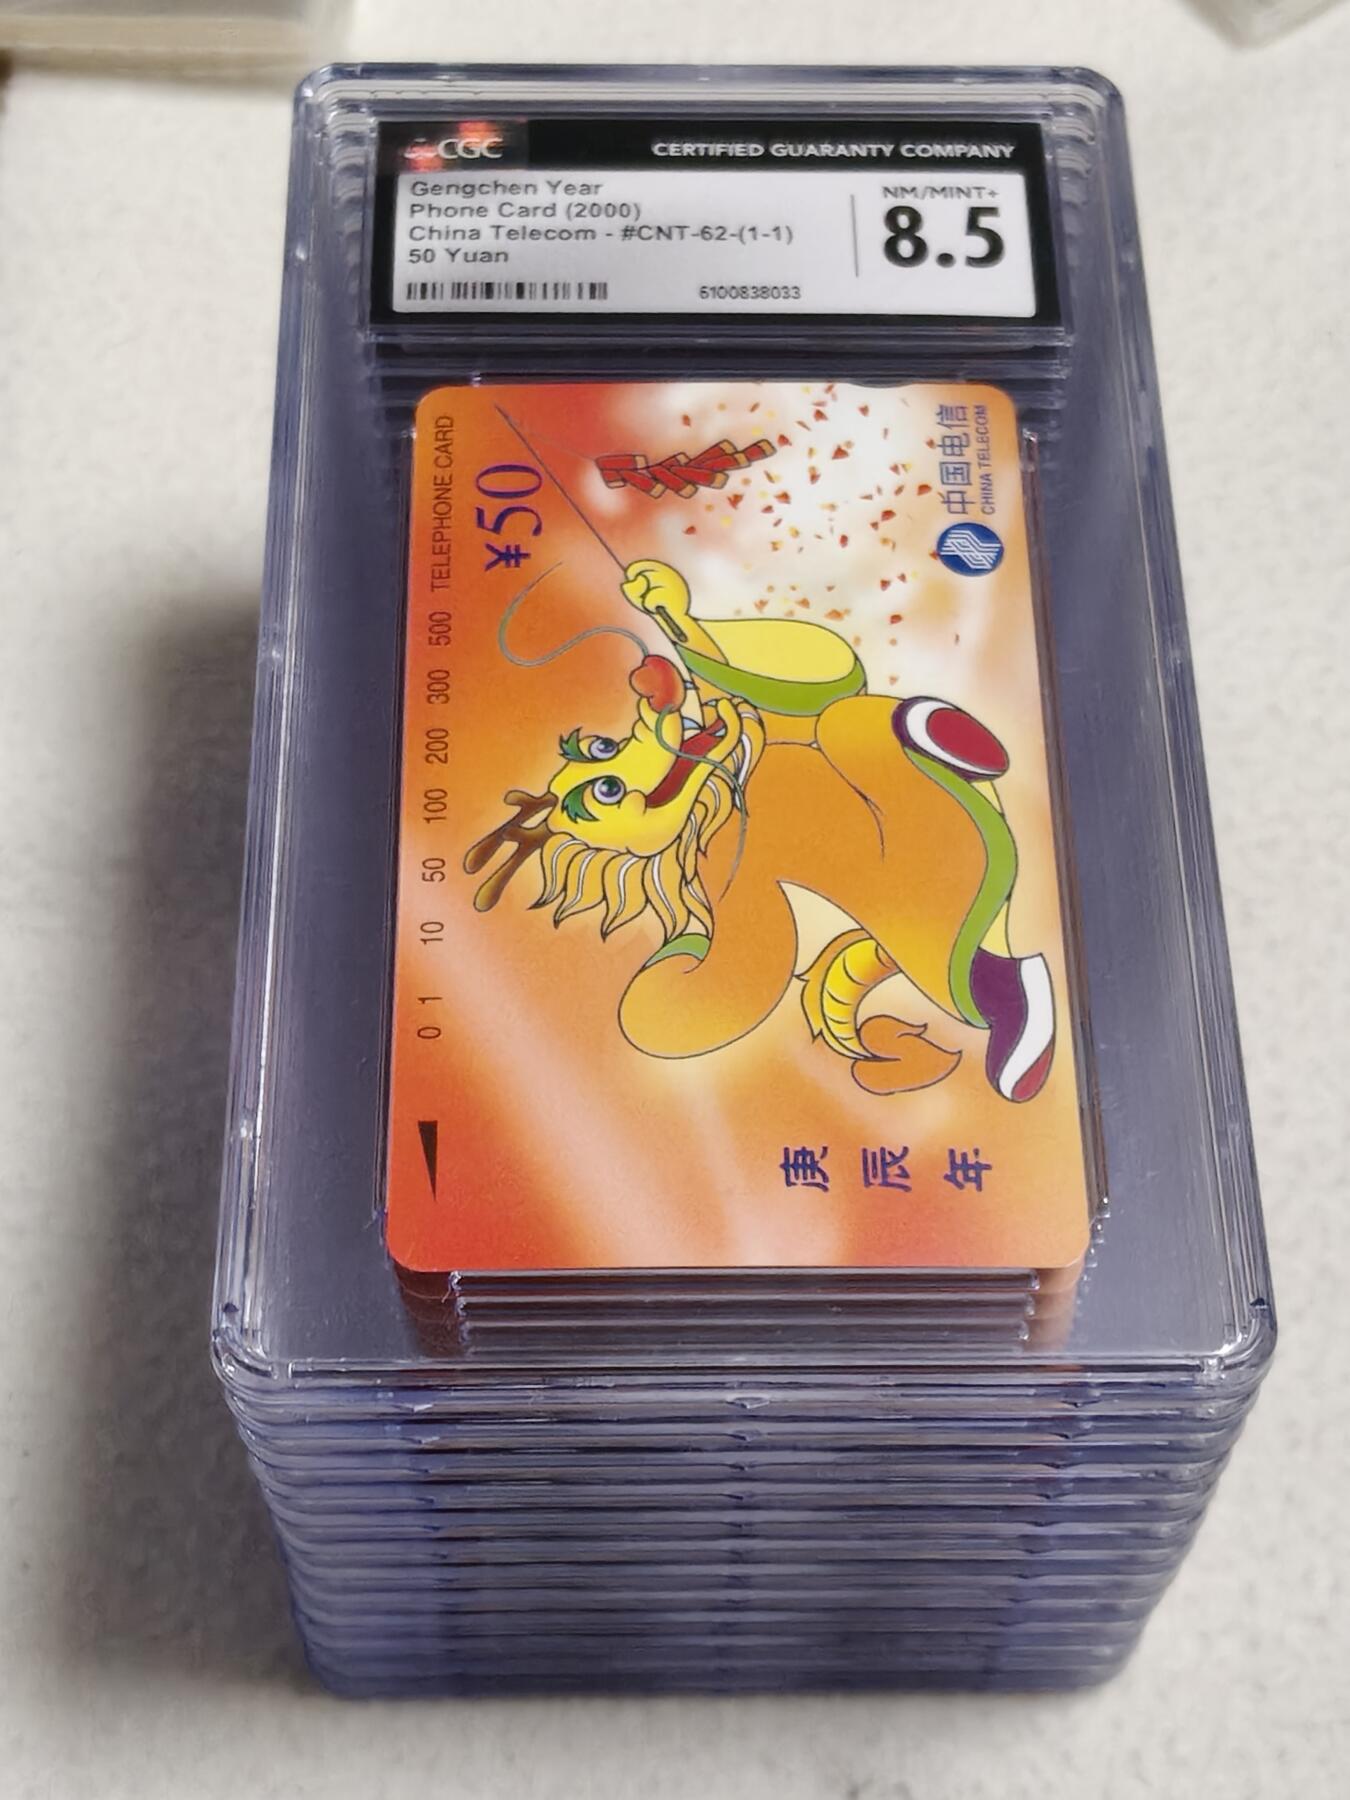 CGC
CERTIFIED GUARANTY COMPANY
Gengchen Year
Phone Card (2000)
China Telecom - #CNT-62-(1-1)
50 Yuan
NM/MINT+
8.5
6100838033
0 1 10 50 100 200 300 500 TELEPHONE CARD
¥50
中国电信
CHINA TELECOM
庚辰年